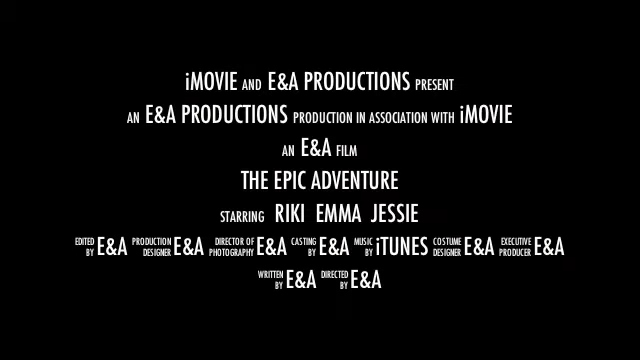 iMOVIE AND E&A PRODUCTIONS PRESENT
AN E&A PRODUCTIONS PRODUCTION IN ASSOCIATION WITH iMOVIE
AN E&A FILM
THE EPIC ADVENTURE
STARRING RIKI EMMA JESSIE
EDITED BY E&A PRODUCTION DESIGNER E&A DIRECTOR OF PHOTOGRAPHY E&A CASTING BY E&A MUSIC BY iTUNES COSTUME DESIGNER E&A EXECUTIVE PRODUCER E&A
WRITTEN BY E&A DIRECTED BY E&A